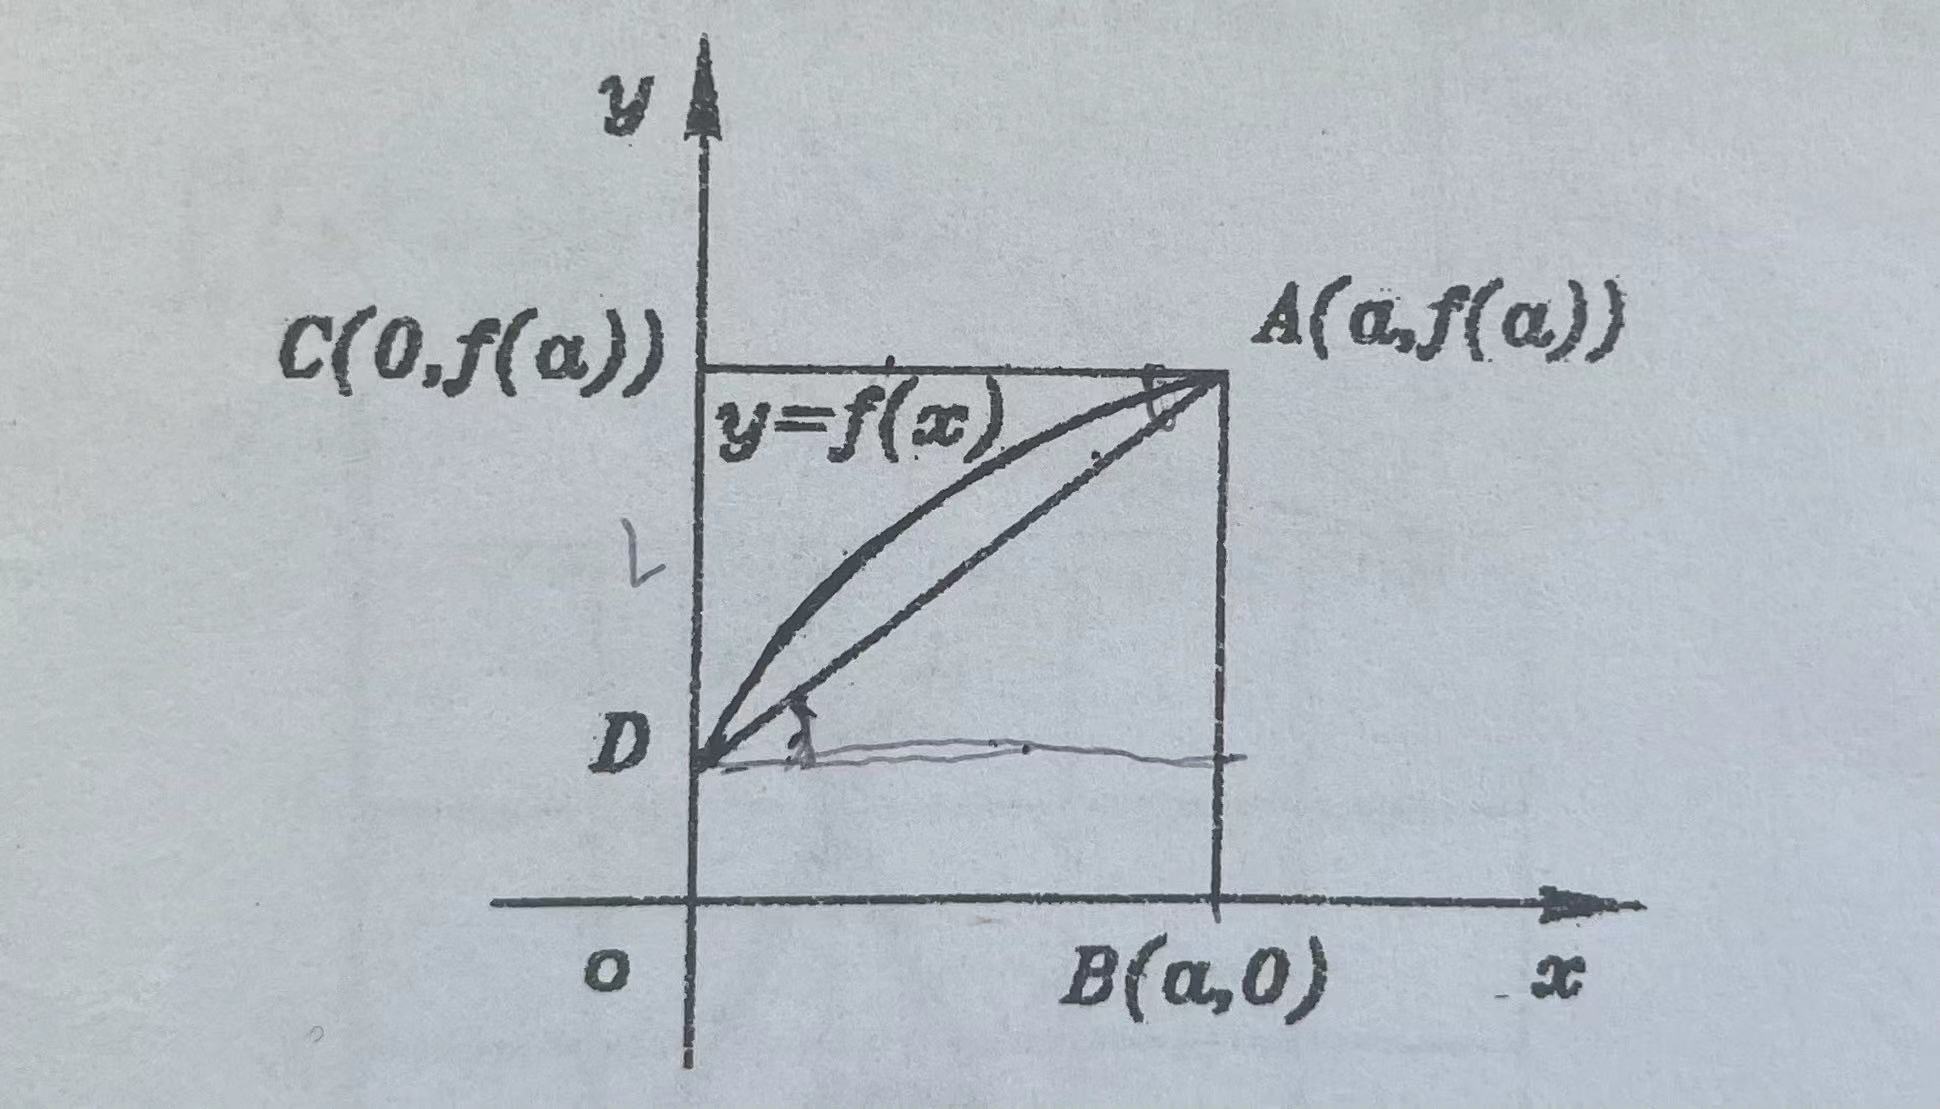 y
C(0,f(a))
A(a,f(a))
y=f(x)
D
o
B(a,0)
x